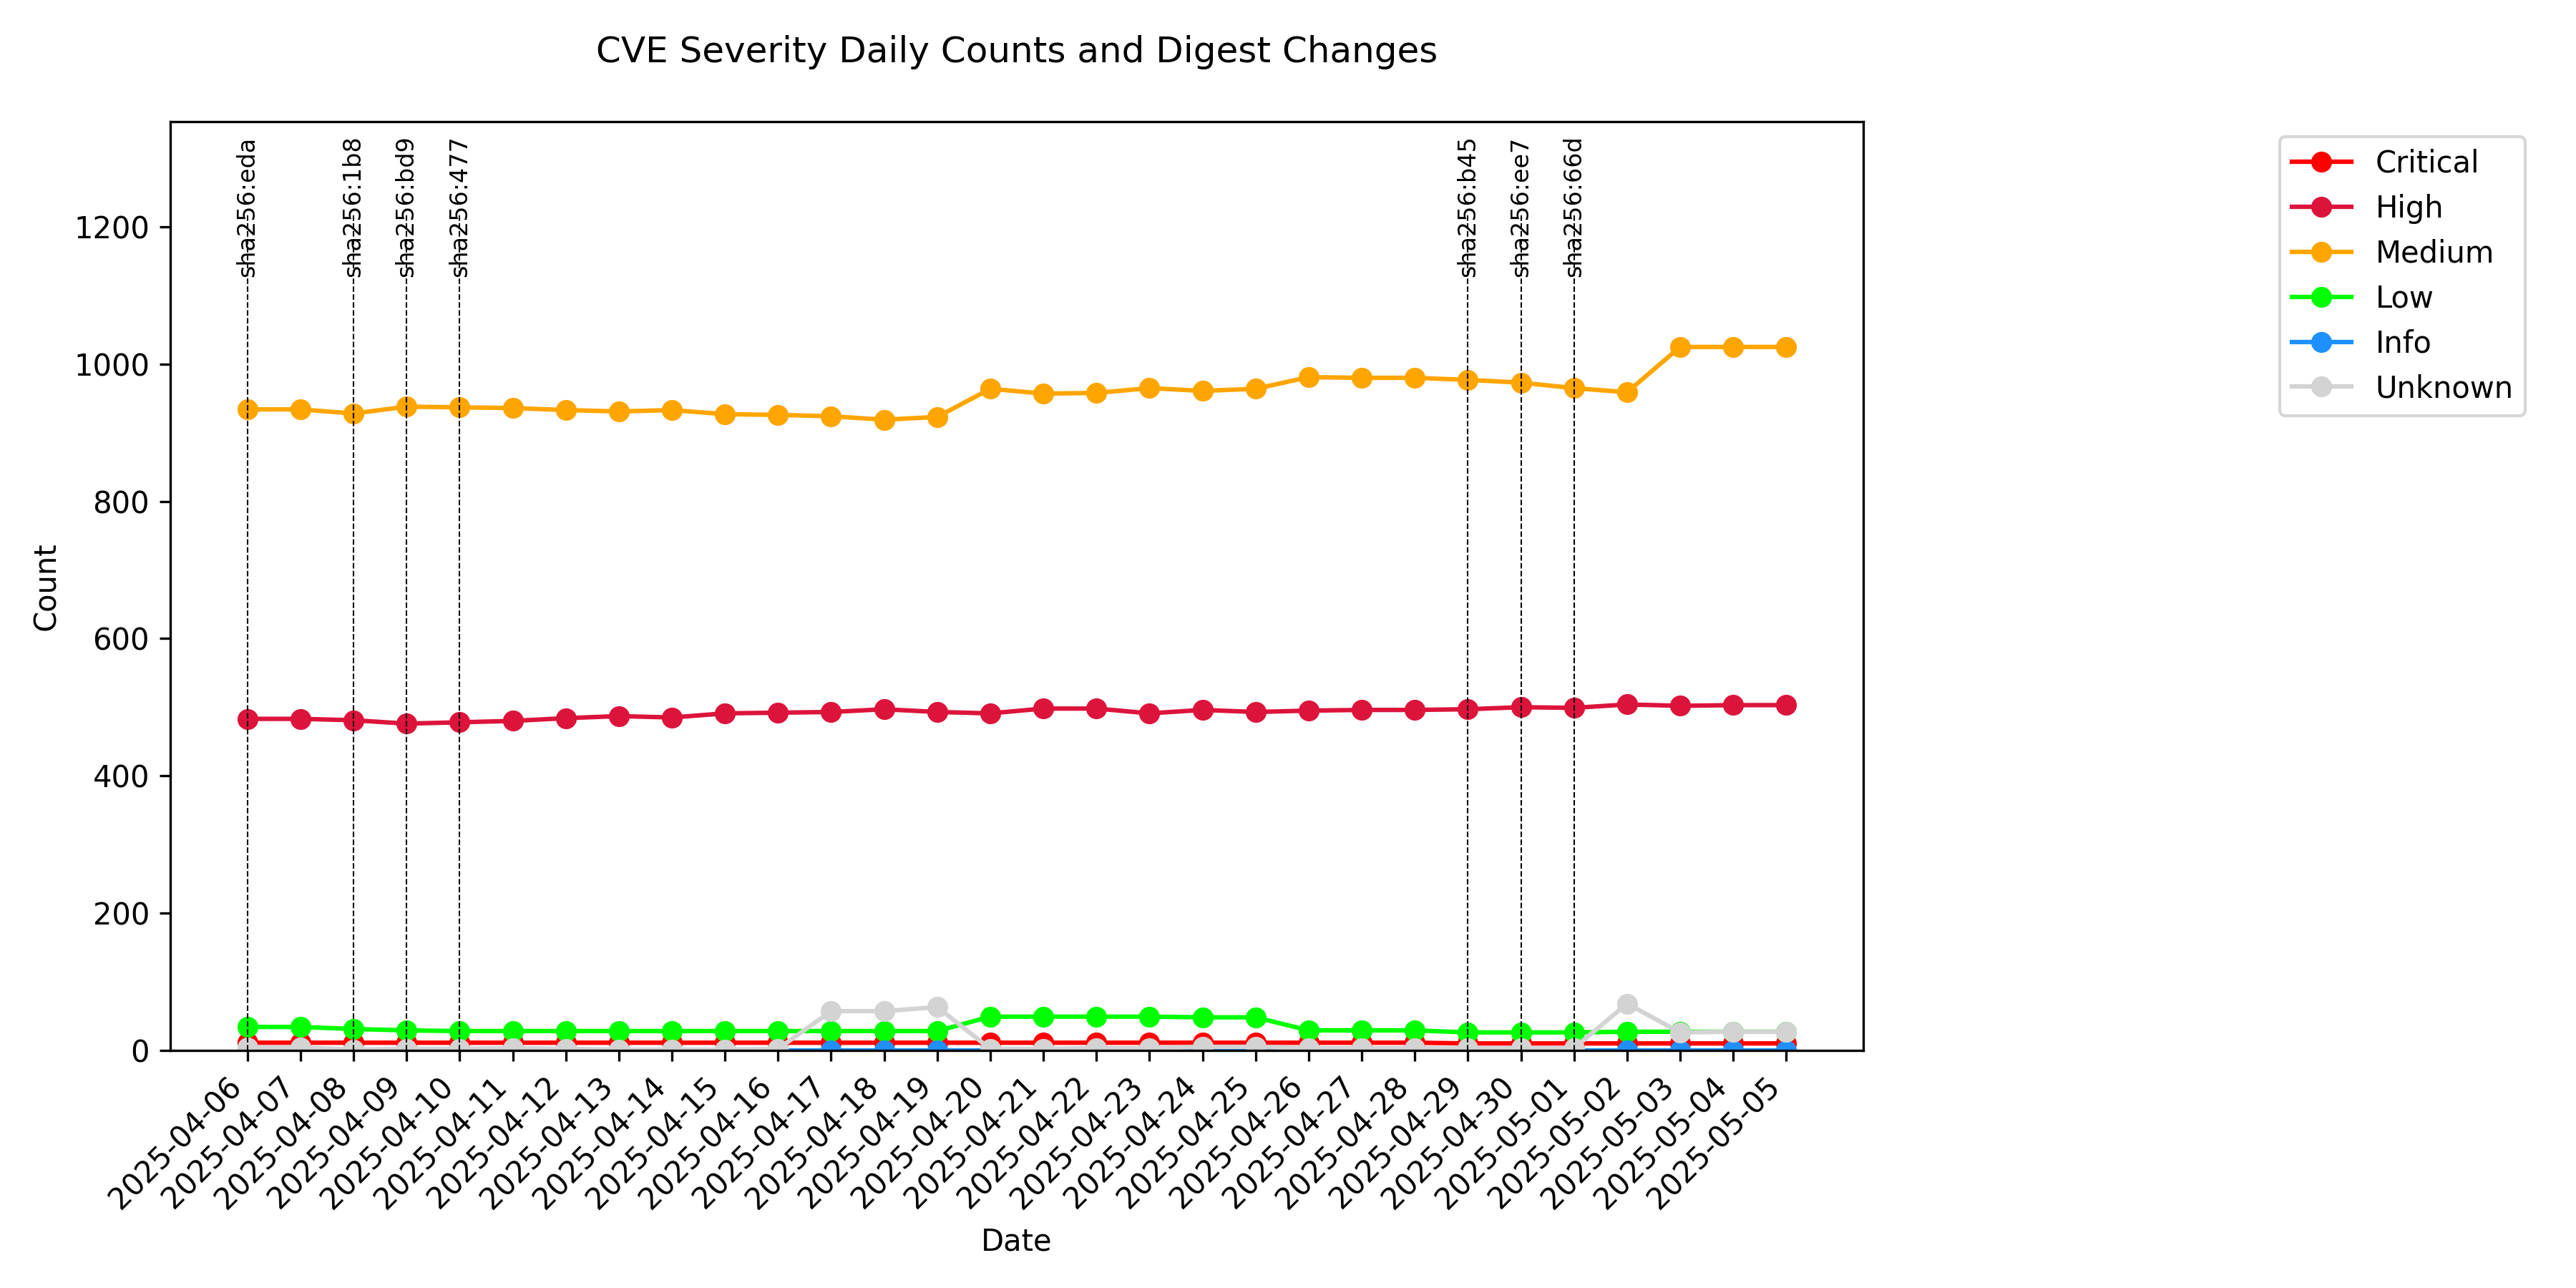 CVE Severity Daily Counts and Digest Changes
sha256:eda
sha256:1b8
sha256:bd9
sha256:477
sha256:b45
sha256:ee7
sha256:66d
Critical
High
Medium
Low
Info
Unknown
Count
1200
1000
800
600
400
200
0
2025-04-06
2025-04-07
2025-04-08
2025-04-09
2025-04-10
2025-04-11
2025-04-12
2025-04-13
2025-04-14
2025-04-15
2025-04-16
2025-04-17
2025-04-18
2025-04-19
2025-04-20
2025-04-21
2025-04-22
2025-04-23
2025-04-24
2025-04-25
2025-04-26
2025-04-27
2025-04-28
2025-04-29
2025-04-30
2025-05-01
2025-05-02
2025-05-03
2025-05-04
2025-05-05
Date